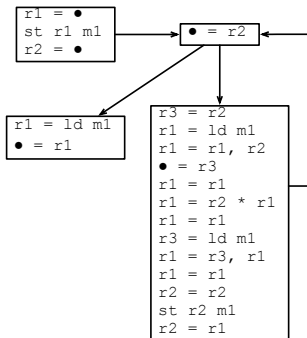 r1 = ●
st r1 m1
r2 = ●
● = r2
r1 = ld m1
● = r1
r3 = r2
r1 = ld m1
r1 = r1, r2
● = r3
r1 = r1
r1 = r2 * r1
r1 = r1
r3 = ld m1
r1 = r3, r1
r1 = r1
r2 = r2
st r2 m1
r2 = r1